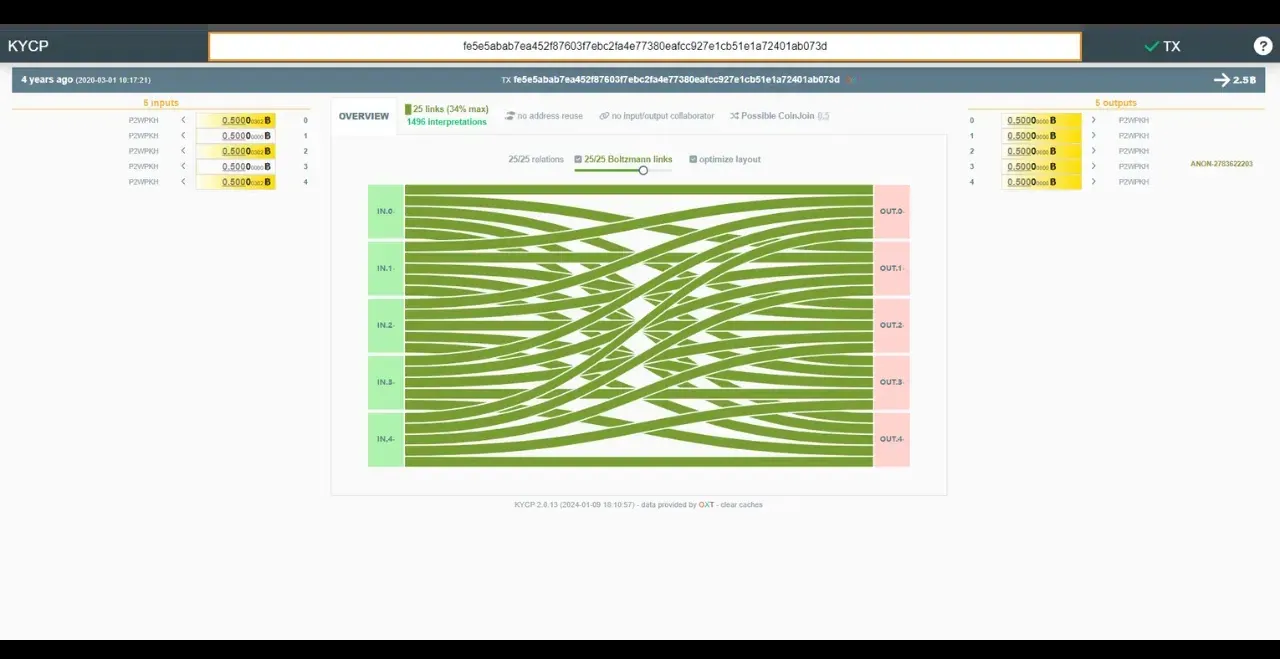 KYCP
fe5e5abab7ea452f87603f7ebc2fa4e77380eafcc927e1cb51e1a72401ab073d
TX
?
4 years ago (2020-03-01 10:17:21)
TX fe5e5abab7ea452f87603f7ebc2fa4e77380eafcc927e1cb51e1a72401ab073d
2.5 B
5 inputs
P2WPKH < 0.5000 B 0
P2WPKH < 0.50000000 B 1
P2WPKH < 0.5000 B 2
P2WPKH < 0.50000000 B 3
P2WPKH < 0.5000 B 4
OVERVIEW
25 links (34% max)
1496 interpretations
no address reuse
no input/output collaborator
Possible CoinJoin
25/25 relations
25/25 Boltzmann links
optimize layout
IN.0-
IN.1-
IN.2-
IN.3-
IN.4-
OUT.0-
OUT.1-
OUT.2-
OUT.3-
OUT.4-
5 outputs
0 0.50000000 B > P2WPKH
1 0.50000000 B > P2WPKH
2 0.50000000 B > P2WPKH
3 0.50000000 B > P2WPKH
4 0.50000000 B > P2WPKH
ANON-2783622203
KYCP 2.0.13 (2024-01-09 18:10:57) - data provided by OXT - clear caches